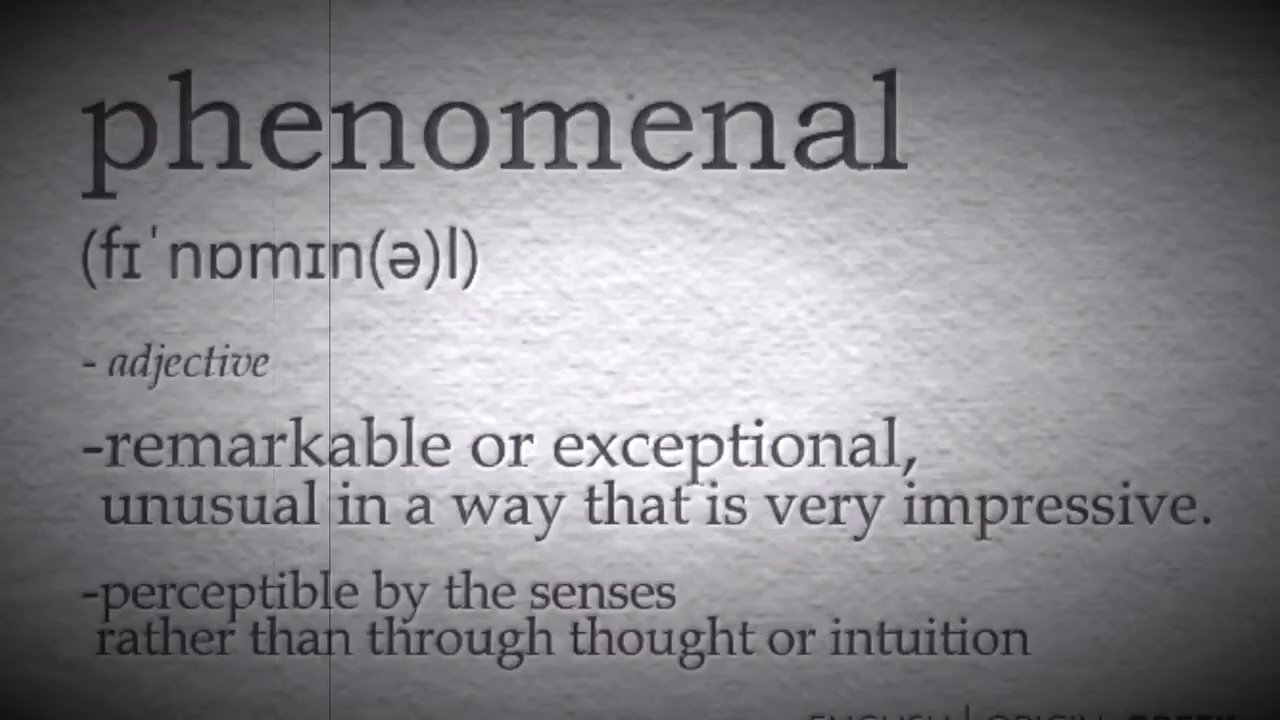 phenomenal
(fɪˈnɒmɪn(ə)l)
- adjective
-remarkable or exceptional,
unusual in a way that is very impressive.
-perceptible by the senses
rather than through thought or intuition